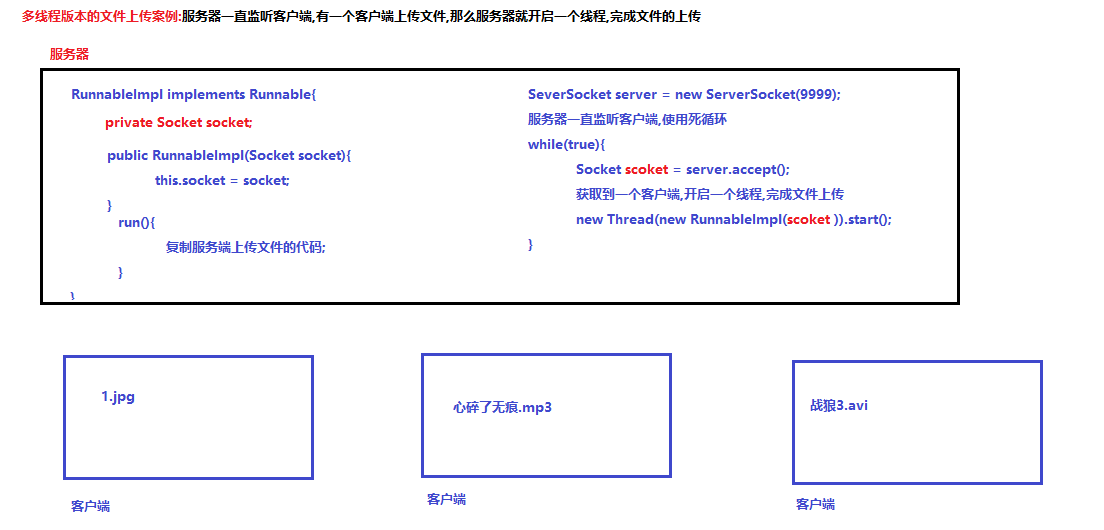 多线程版本的文件上传案例:服务器一直监听客户端,有一个客户端上传文件,那么服务器就开启一个线程,完成文件的上传
服务器
RunnableImpl implements Runnable{
private Socket socket;
public RunnableImpl(Socket socket){
this.socket = socket;
}
run(){
复制服务端上传文件的代码;
}
}
SeverSocket server = new ServerSocket(9999);
服务器一直监听客户端,使用死循环
while(true){
Socket scoket = server.accept();
获取到一个客户端,开启一个线程,完成文件上传
new Thread(new RunnableImpl(scoket )).start();
}
1.jpg
客户端
心碎了无痕.mp3
客户端
战狼3.avi
客户端